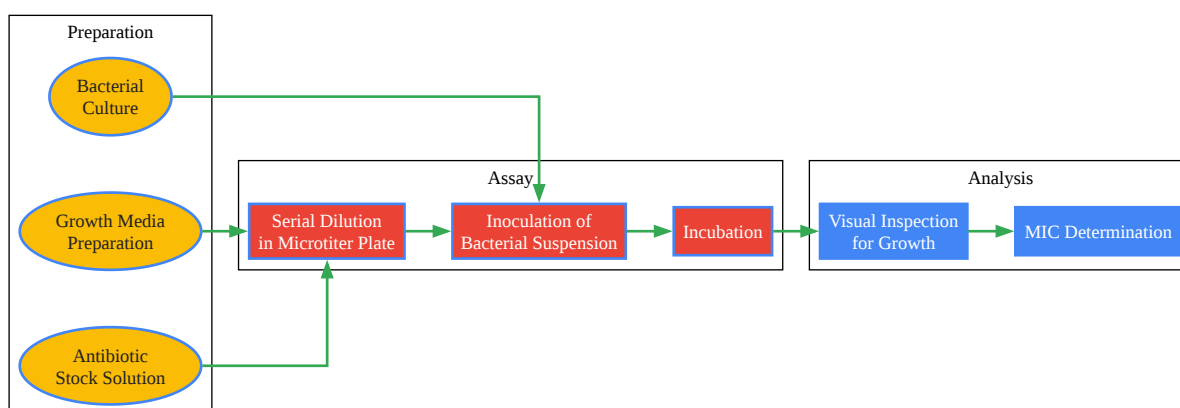 Preparation
Bacterial
Culture
Growth Media
Preparation
Antibiotic
Stock Solution
Assay
Serial Dilution
in Microtiter Plate
Inoculation of
Bacterial Suspension
Incubation
Analysis
Visual Inspection
for Growth
MIC Determination